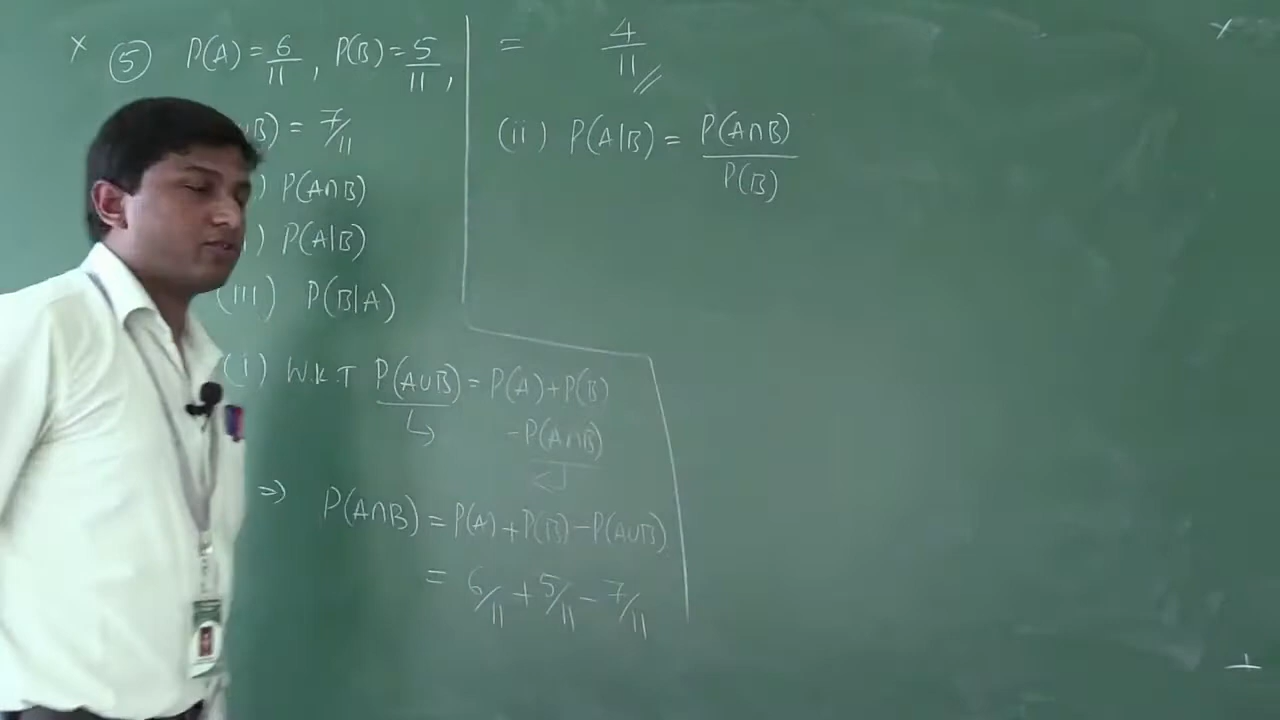 x (5) P(A) = 6/11, P(B) = 5/11,
B) = 7/11
) P(A∩B)
) P(A|B)
(iii) P(B|A)
(i) W.K.T P(A∪B) = P(A) + P(B)
- P(A∩B)
⇒ P(A∩B) = P(A) + P(B) - P(A∪B)
= 6/11 + 5/11 - 7/11
= 4/11 //
(ii) P(A|B) = P(A∩B)/P(B)